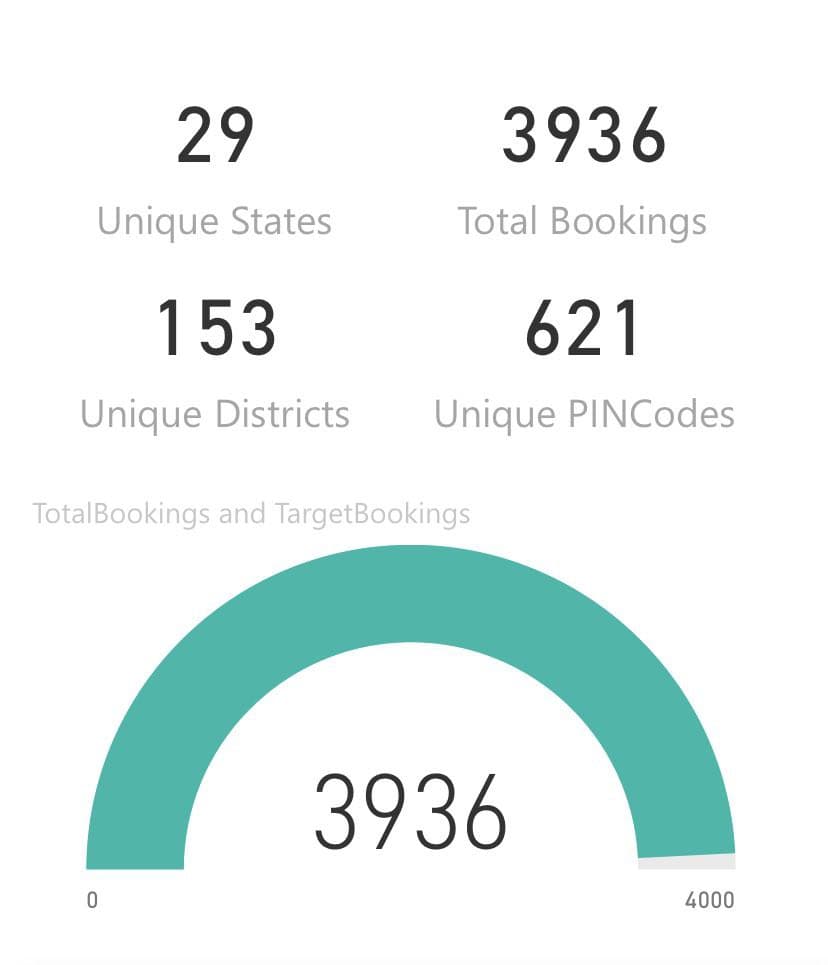 29
3936
Unique States
Total Bookings
153
621
Unique Districts
Unique PINCodes
TotalBookings and TargetBookings
3936
0
4000